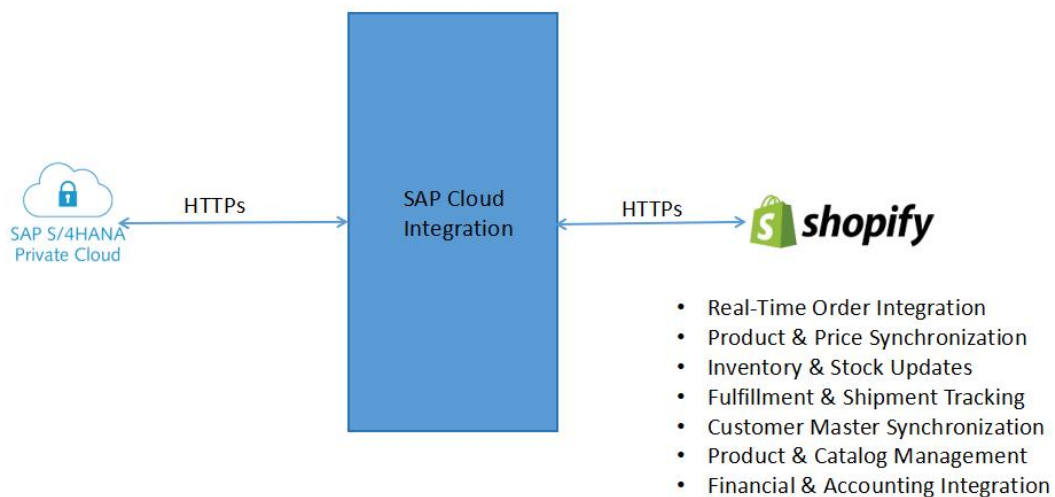 SAP S/4HANA
Private Cloud
HTTPs
SAP Cloud
Integration
HTTPs
shopify
• Real-Time Order Integration
• Product & Price Synchronization
• Inventory & Stock Updates
• Fulfillment & Shipment Tracking
• Customer Master Synchronization
• Product & Catalog Management
• Financial & Accounting Integration